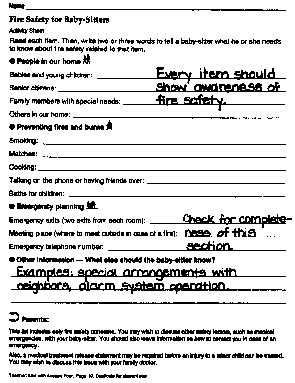 Name
Fire Safety for Baby-Sitters
Activity Sheet
Read each item. Then, write two or three words to tell a baby-sitter what he or she needs
to know about fire safety related to that item.
People in our home
Babies and young children: Every item should
Senior citizens: show awareness of
Family members with special needs: fire safety.
Others in our home:
Preventing fires and burns
Smoking:
Matches:
Cooking:
Talking on the phone or having friends over:
Baths for children:
Emergency planning
Emergency exits (two exits from each room): Check for complete-
Meeting place (where to meet outside in case of a fire): ness of this
Emergency telephone number: section.
Other information — What else should the baby-sitter know?
Examples: special arrangements with
neighbors, alarm system operation.
Parents:
This list includes only fire safety concerns. You may wish to discuss other safety issues, such as medical
emergencies, with your baby-sitter. You should also leave information on how to contact you in case of an
emergency.
Also, a medical treatment release statement may be required before an injury to a minor child can be treated.
You may wish to discuss this issue with your family doctor.